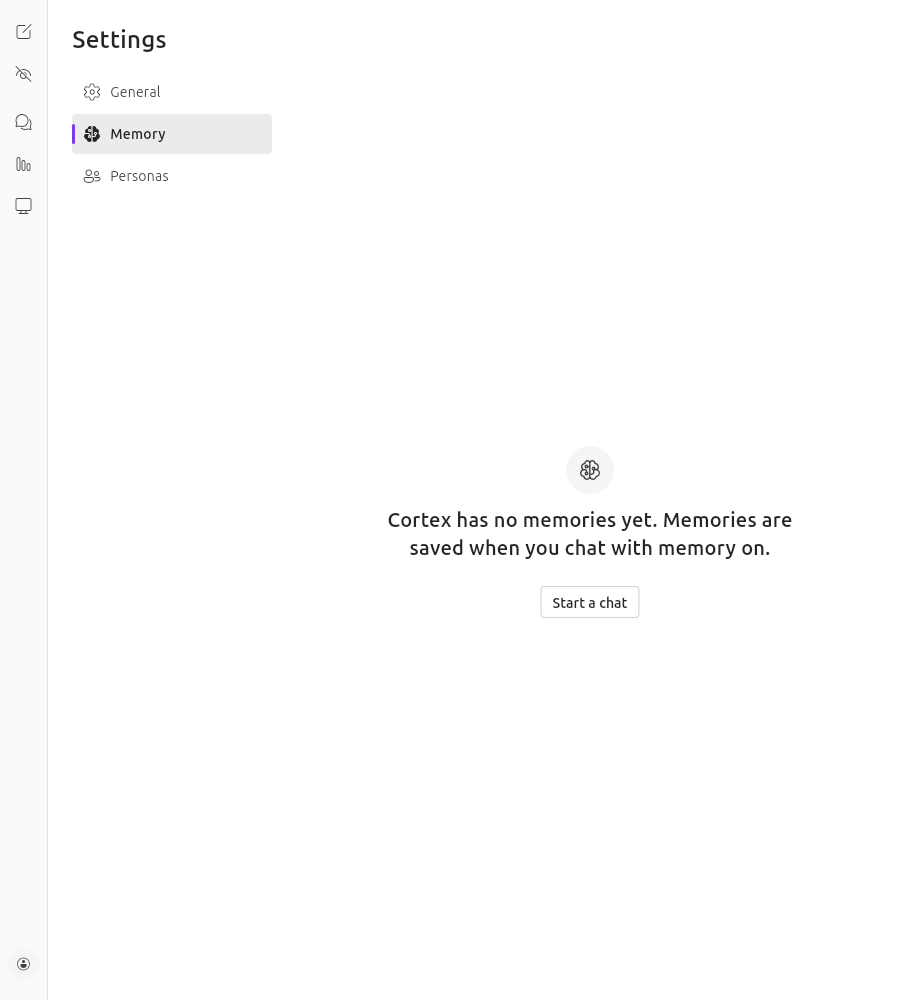 Settings
General
Memory
Personas
Cortex has no memories yet. Memories are
saved when you chat with memory on.
Start a chat